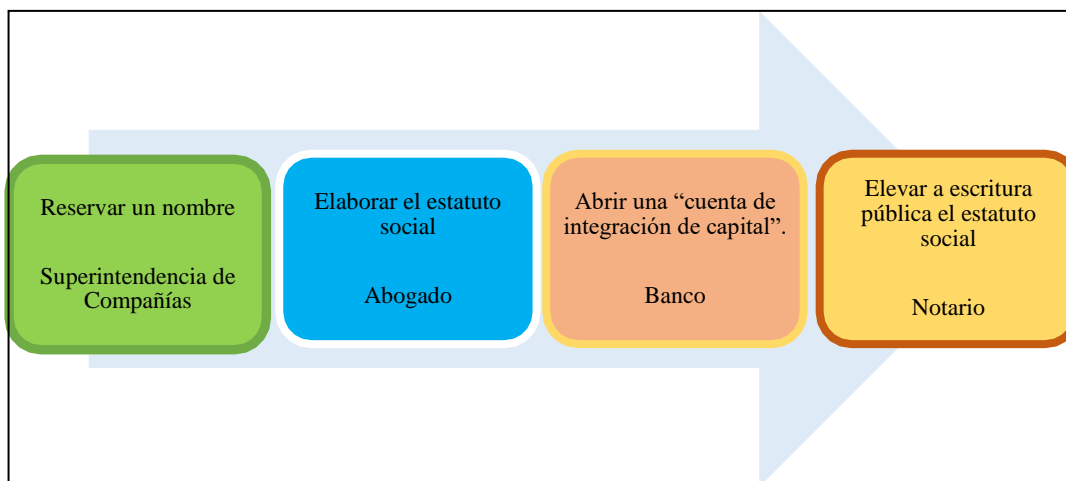 Reservar un nombre
Superintendencia de
Compañías
Elaborar el estatuto
social
Abogado
Abrir una “cuenta de
integración de capital”.
Banco
Elevar a escritura
pública el estatuto
social
Notario